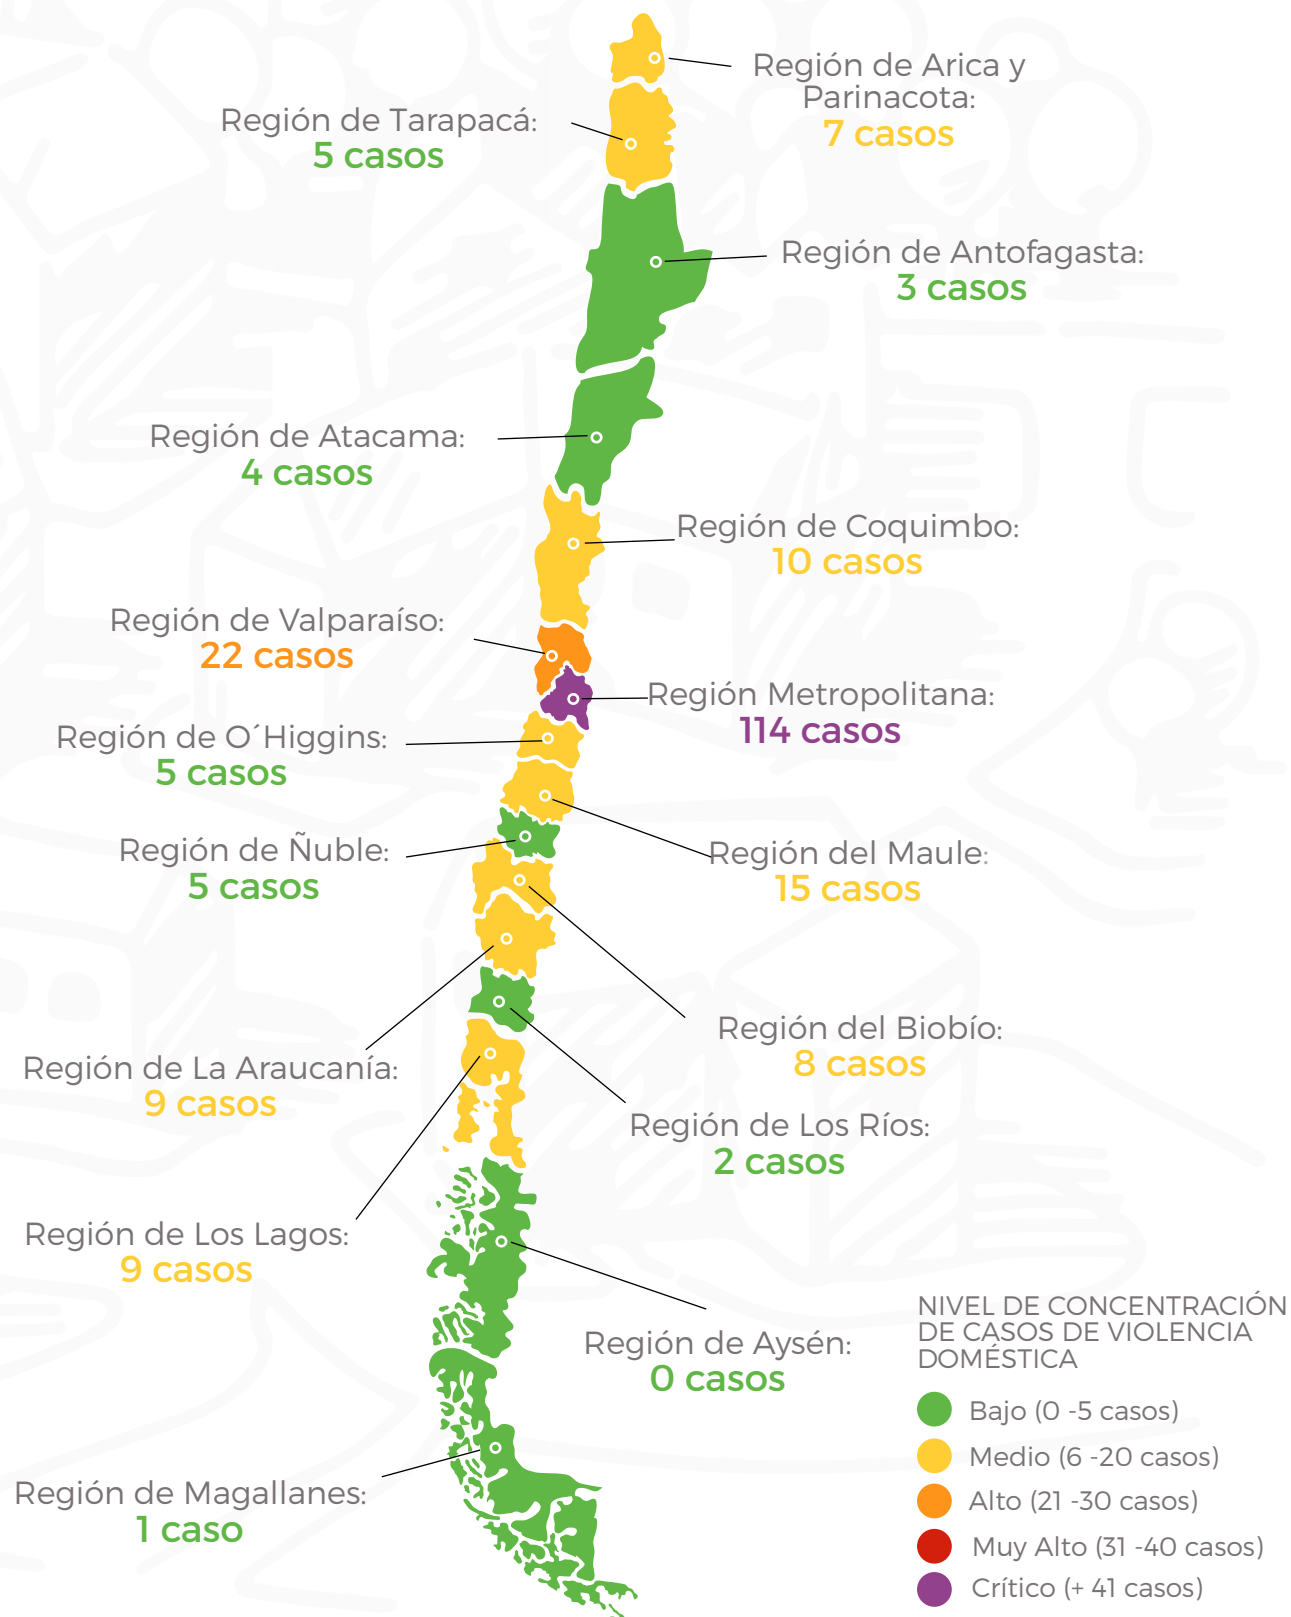 Región de Arica y
Parinacota:
7 casos
Región de Tarapacá:
5 casos
Región de Antofagasta:
3 casos
Región de Atacama:
4 casos
Región de Coquimbo:
10 casos
Región de Valparaíso:
22 casos
Región Metropolitana:
114 casos
Región de O´Higgins:
5 casos
Región de Ñuble:
5 casos
Región del Maule:
15 casos
Región del Biobío:
8 casos
Región de La Araucanía:
9 casos
Región de Los Ríos:
2 casos
Región de Los Lagos:
9 casos
Región de Aysén:
0 casos
Región de Magallanes:
1 caso
NIVEL DE CONCENTRACIÓN
DE CASOS DE VIOLENCIA
DOMÉSTICA
Bajo (0 -5 casos)
Medio (6 -20 casos)
Alto (21 -30 casos)
Muy Alto (31 -40 casos)
Crítico (+ 41 casos)